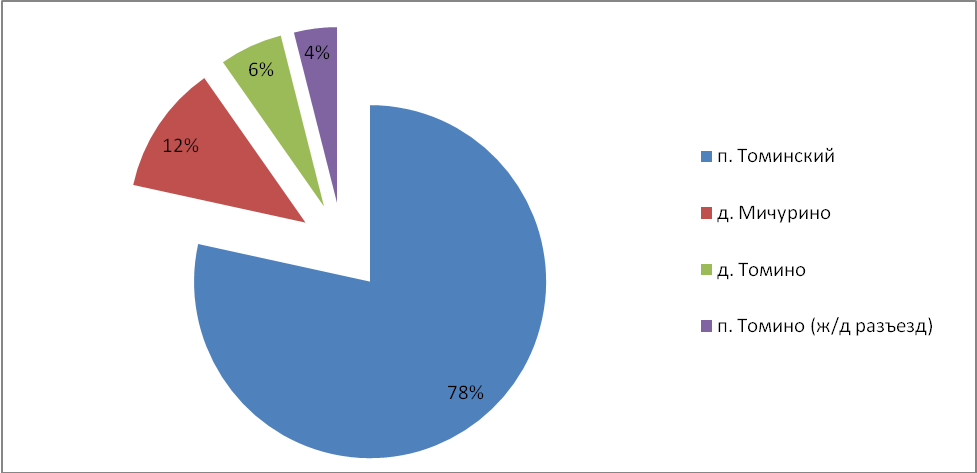 4%
6%
12%
78%
п. Томинский
д. Мичурино
д. Томино
п. Томино (ж/д разъезд)